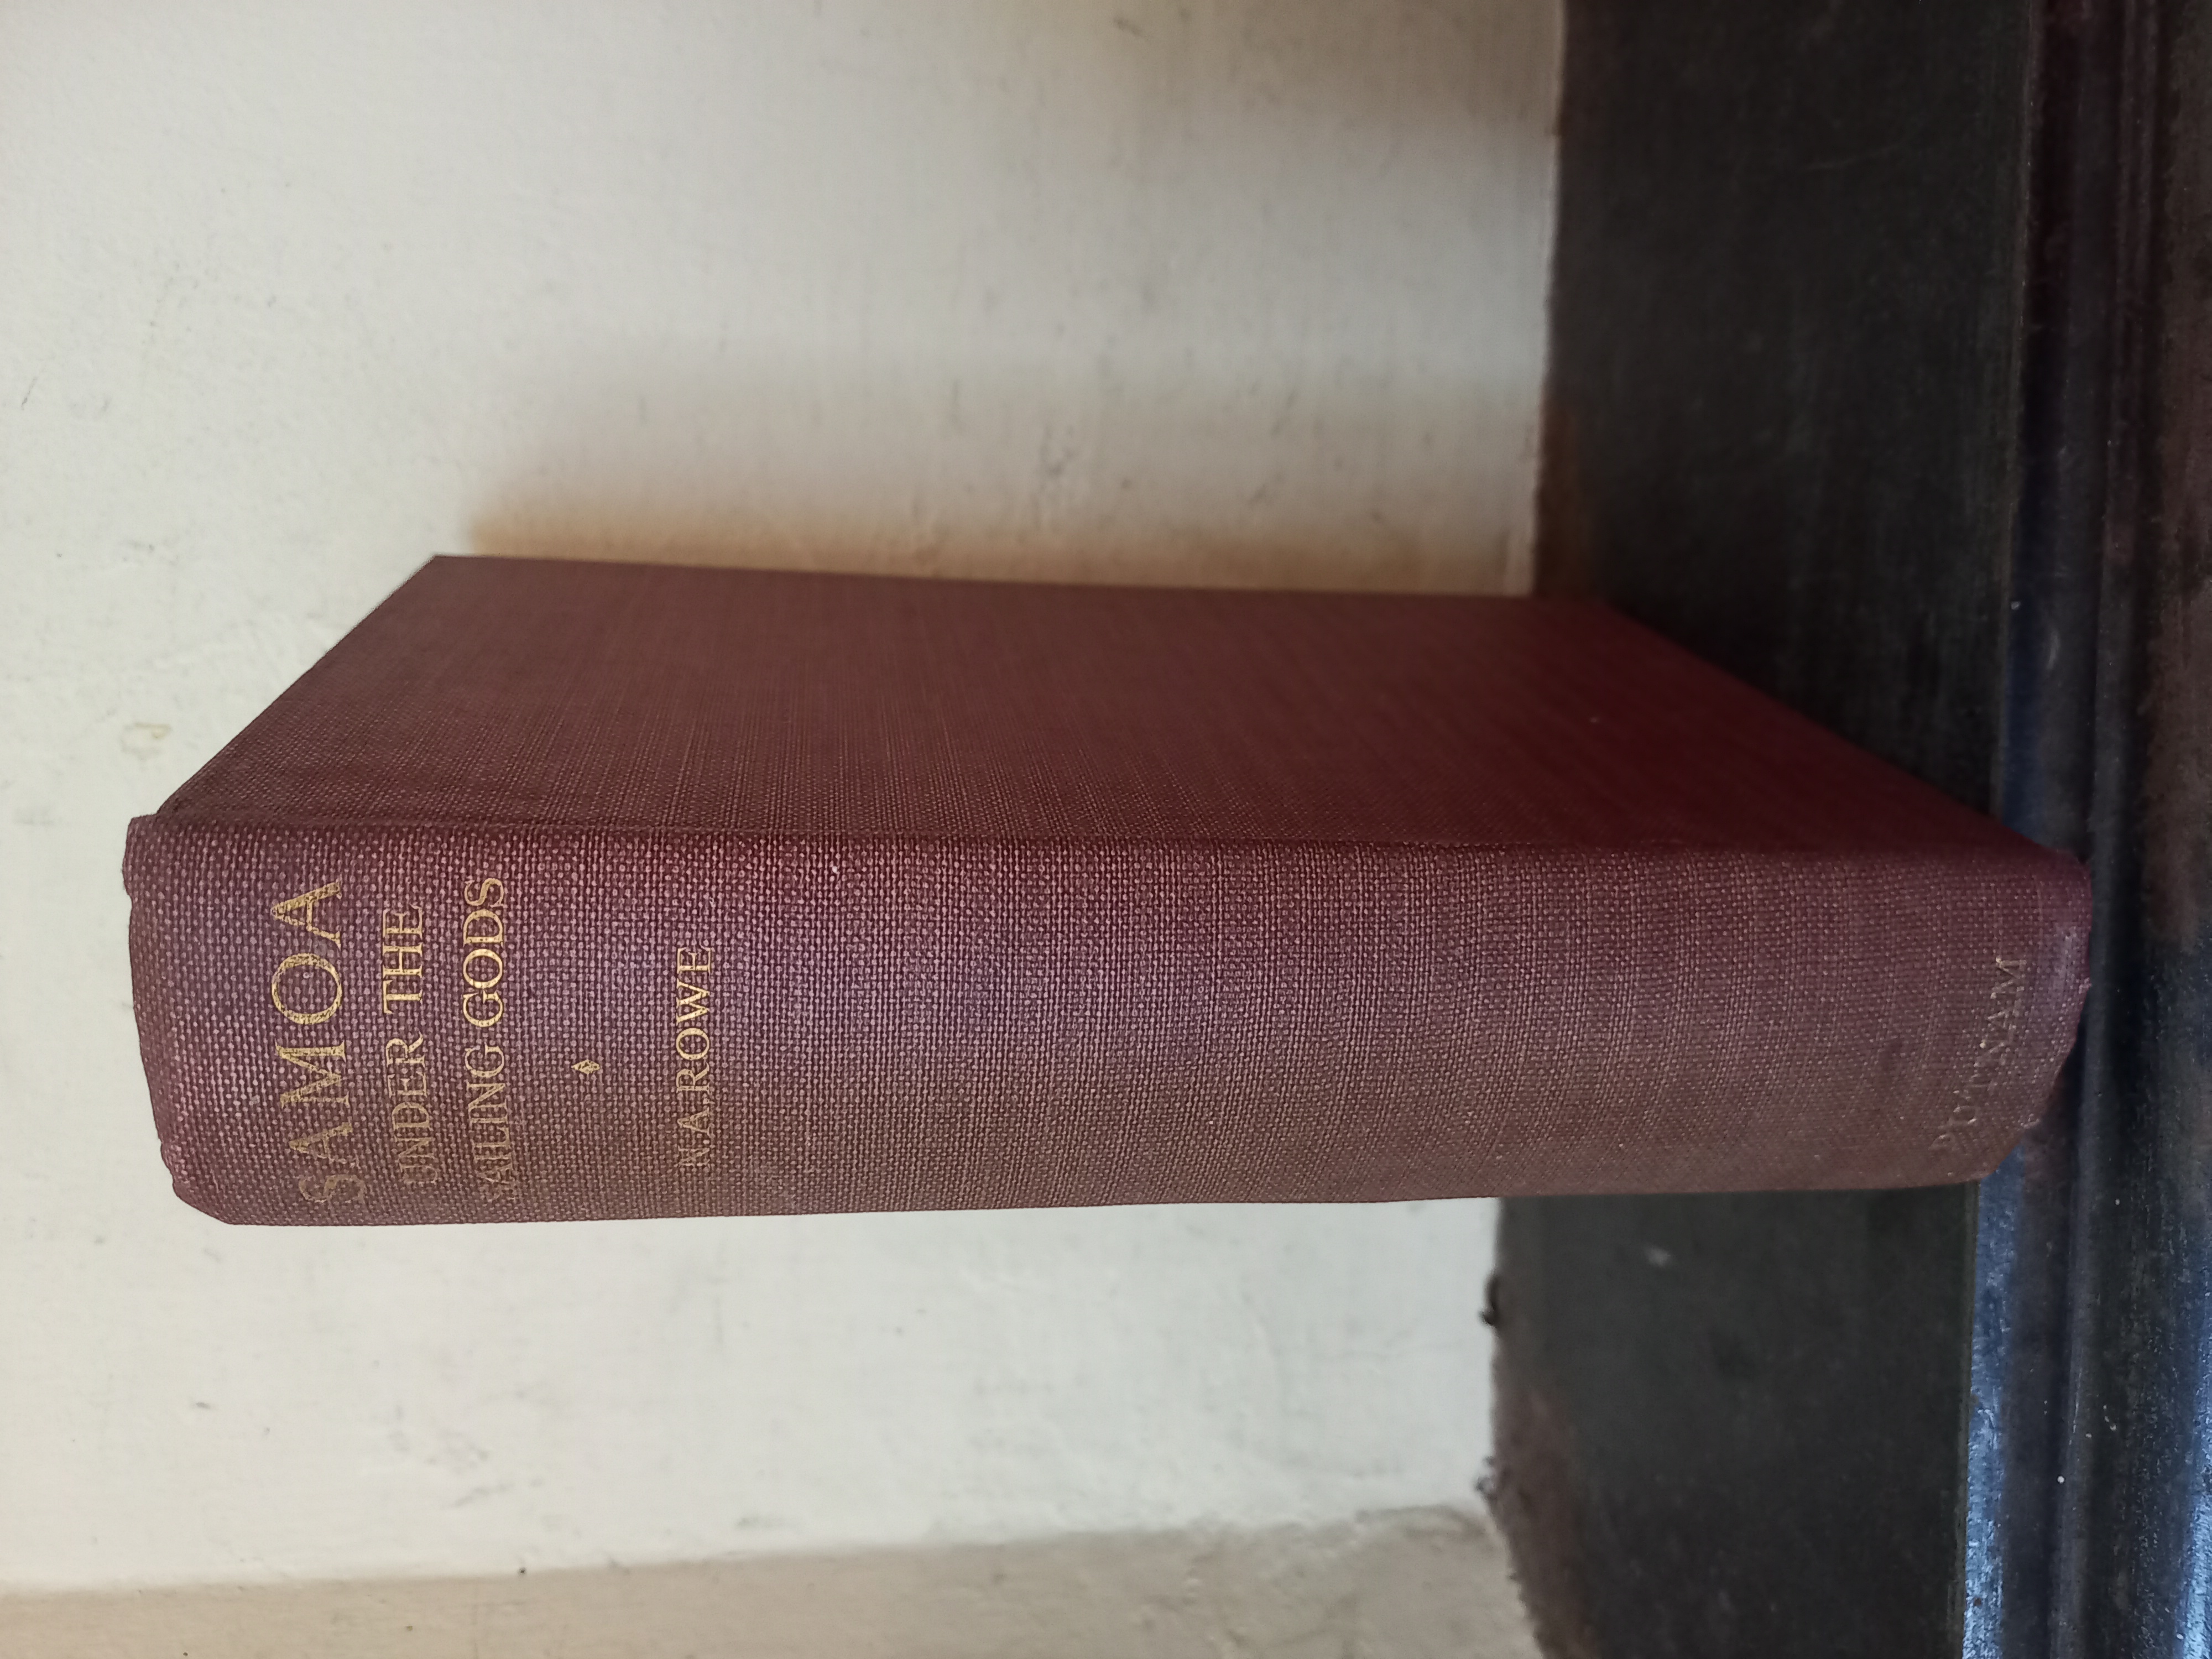 SAMOA
UNDER THE
SAILING GODS
N.A.ROWE
PUTNAM